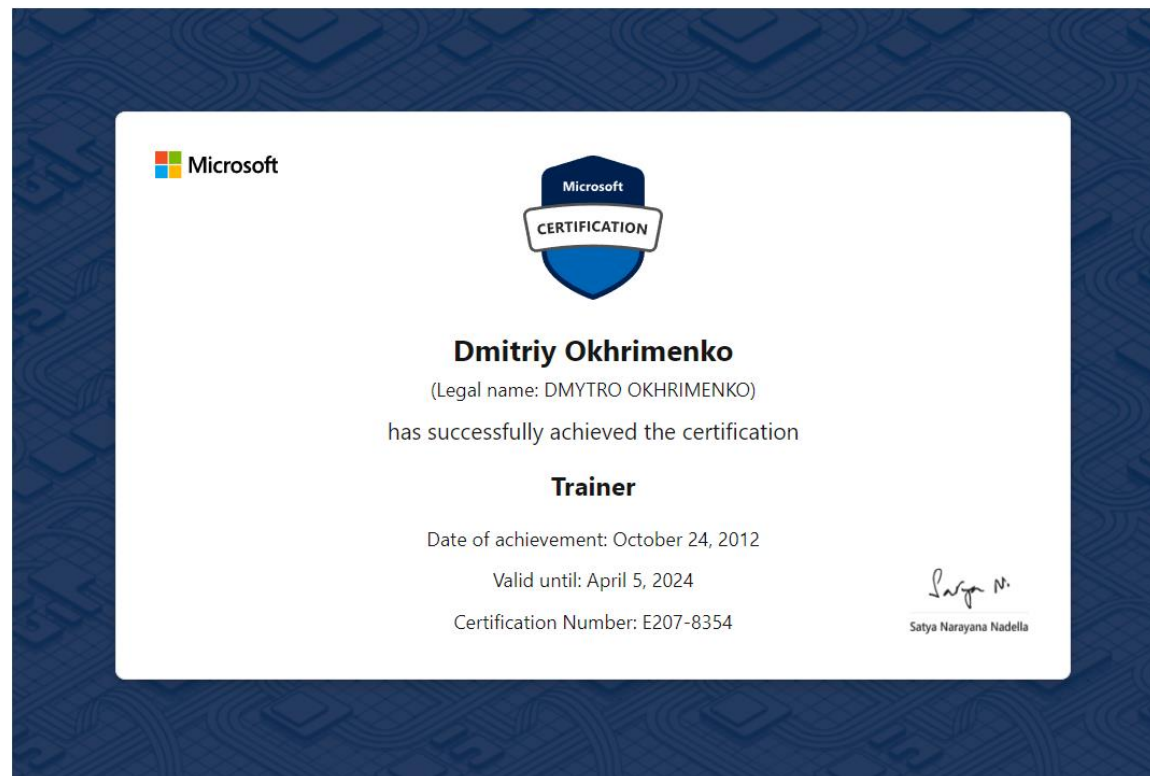 Microsoft
Microsoft
CERTIFICATION
Dmitriy Okhrimenko
(Legal name: DMYTRO OKHRIMENKO)
has successfully achieved the certification
Trainer
Date of achievement: October 24, 2012
Valid until: April 5, 2024
Certification Number: E207-8354
Satya N.
Satya Narayana Nadella